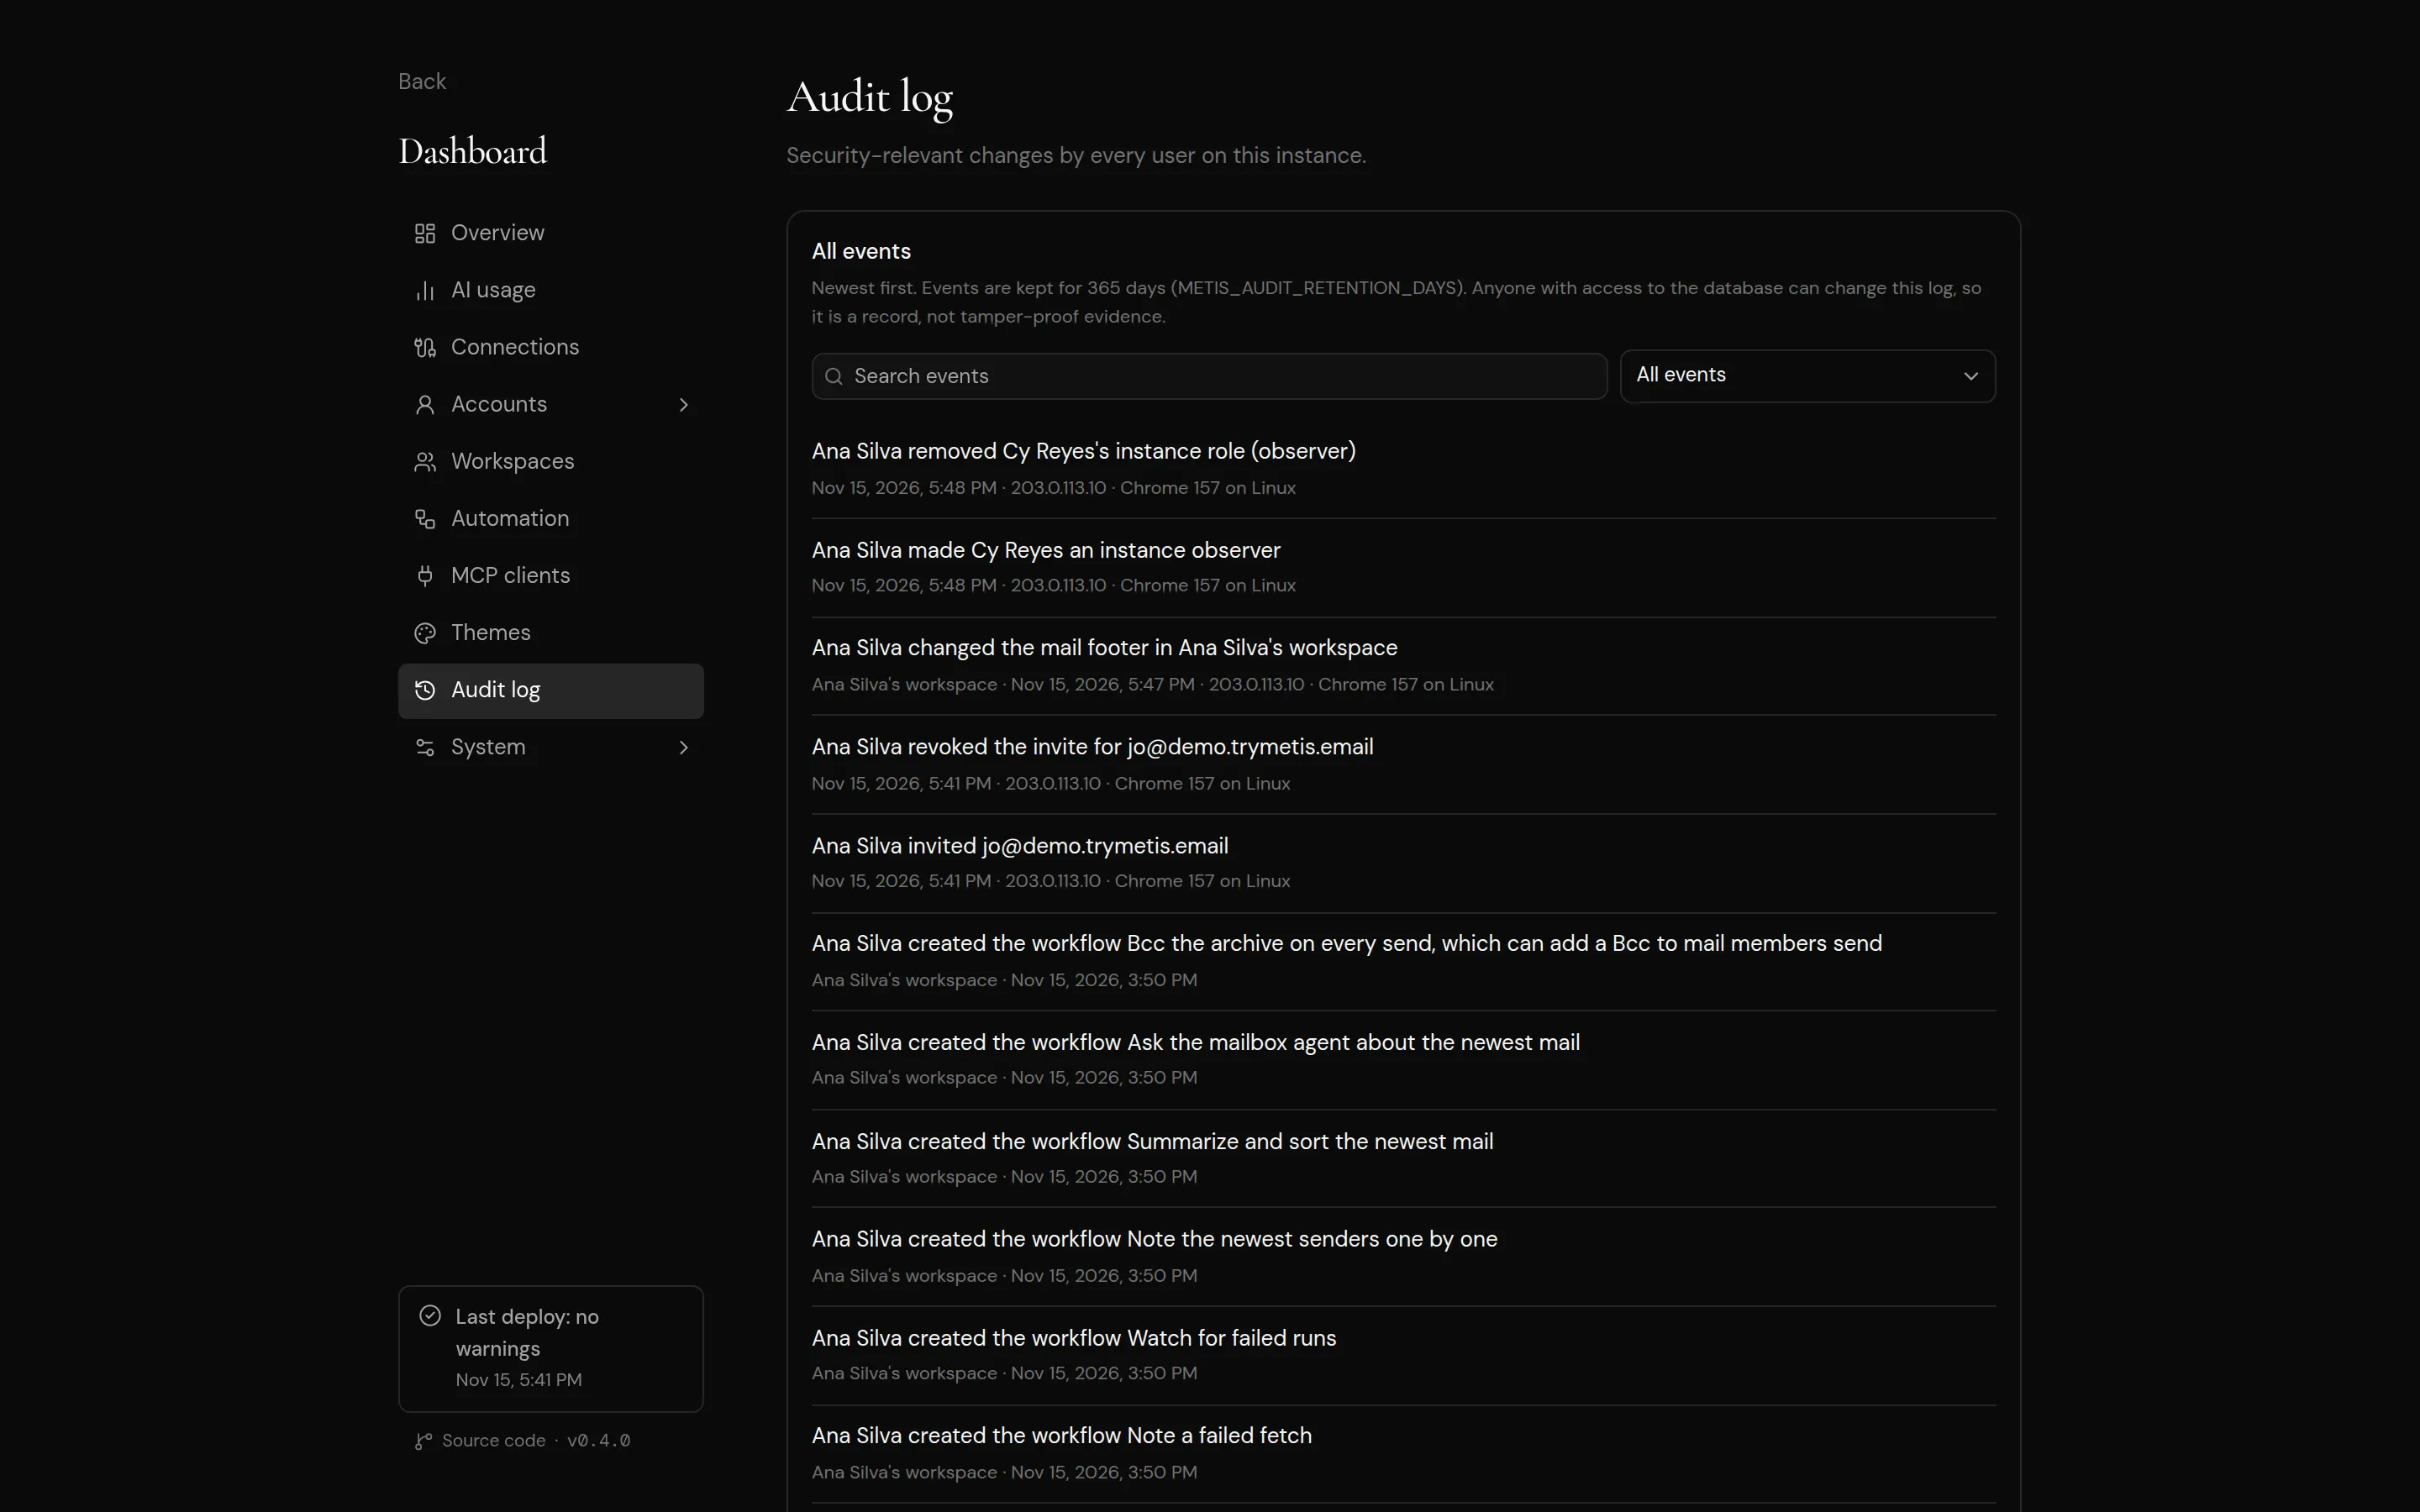 Back
Dashboard
Overview
AI usage
Connections
Accounts
Workspaces
Automation
MCP clients
Themes
Audit log
System
Last deploy: no
warnings
Nov 15, 5:41 PM
Source code · v0.4.0
Audit log
Security-relevant changes by every user on this instance.
All events
Newest first. Events are kept for 365 days (METIS_AUDIT_RETENTION_DAYS). Anyone with access to the database can change this log, so
it is a record, not tamper-proof evidence.
Search events
All events
Ana Silva removed Cy Reyes's instance role (observer)
Nov 15, 2026, 5:48 PM · 203.0.113.10 · Chrome 157 on Linux
Ana Silva made Cy Reyes an instance observer
Nov 15, 2026, 5:48 PM · 203.0.113.10 · Chrome 157 on Linux
Ana Silva changed the mail footer in Ana Silva's workspace
Ana Silva's workspace · Nov 15, 2026, 5:47 PM · 203.0.113.10 · Chrome 157 on Linux
Ana Silva revoked the invite for jo@demo.trymetis.email
Nov 15, 2026, 5:41 PM · 203.0.113.10 · Chrome 157 on Linux
Ana Silva invited jo@demo.trymetis.email
Nov 15, 2026, 5:41 PM · 203.0.113.10 · Chrome 157 on Linux
Ana Silva created the workflow Bcc the archive on every send, which can add a Bcc to mail members send
Ana Silva's workspace · Nov 15, 2026, 3:50 PM
Ana Silva created the workflow Ask the mailbox agent about the newest mail
Ana Silva's workspace · Nov 15, 2026, 3:50 PM
Ana Silva created the workflow Summarize and sort the newest mail
Ana Silva's workspace · Nov 15, 2026, 3:50 PM
Ana Silva created the workflow Note the newest senders one by one
Ana Silva's workspace · Nov 15, 2026, 3:50 PM
Ana Silva created the workflow Watch for failed runs
Ana Silva's workspace · Nov 15, 2026, 3:50 PM
Ana Silva created the workflow Note a failed fetch
Ana Silva's workspace · Nov 15, 2026, 3:50 PM